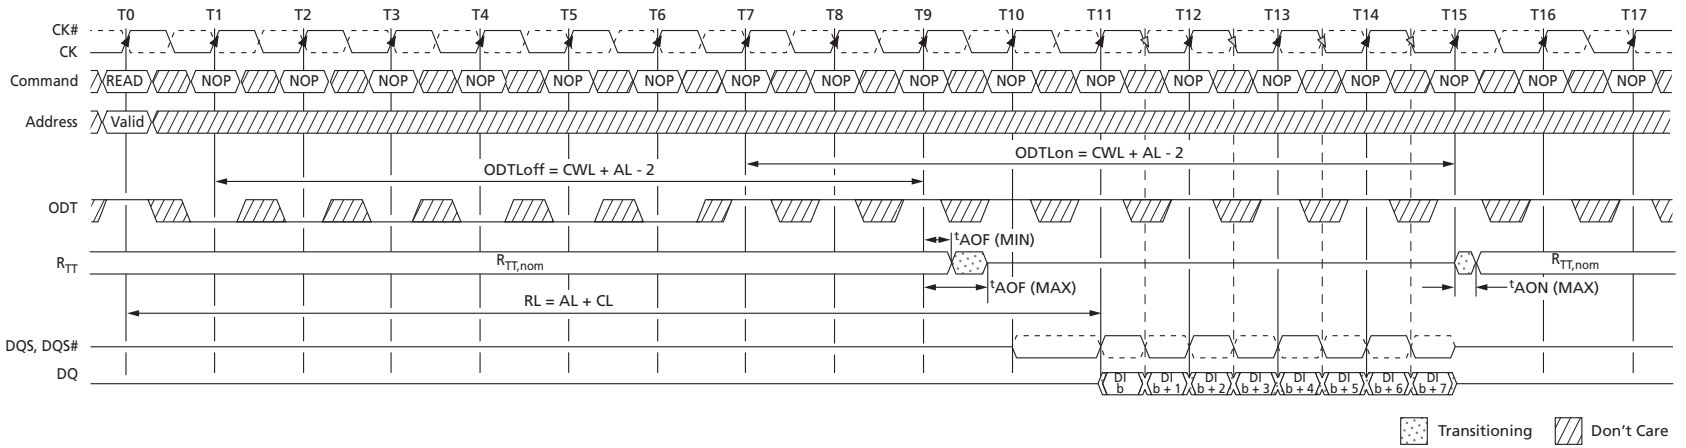 T0 T1 T2 T3 T4 T5 T6 T7 T8 T9 T10 T11 T12 T13 T14 T15 T16 T17
CK#
CK
Command READ NOP NOP NOP NOP NOP NOP NOP NOP NOP NOP NOP NOP NOP NOP NOP NOP NOP
Address Valid
ODTLon = CWL + AL - 2
ODTLoff = CWL + AL - 2
ODT
tAOF (MIN)
RTT RTT,nom RTT,nom
tAOF (MAX) tAON (MAX)
RL = AL + CL
DQS, DQS#
DQ DI b DI b + 1 DI b + 2 DI b + 3 DI b + 4 DI b + 5 DI b + 6 DI b + 7
Transitioning Don't Care